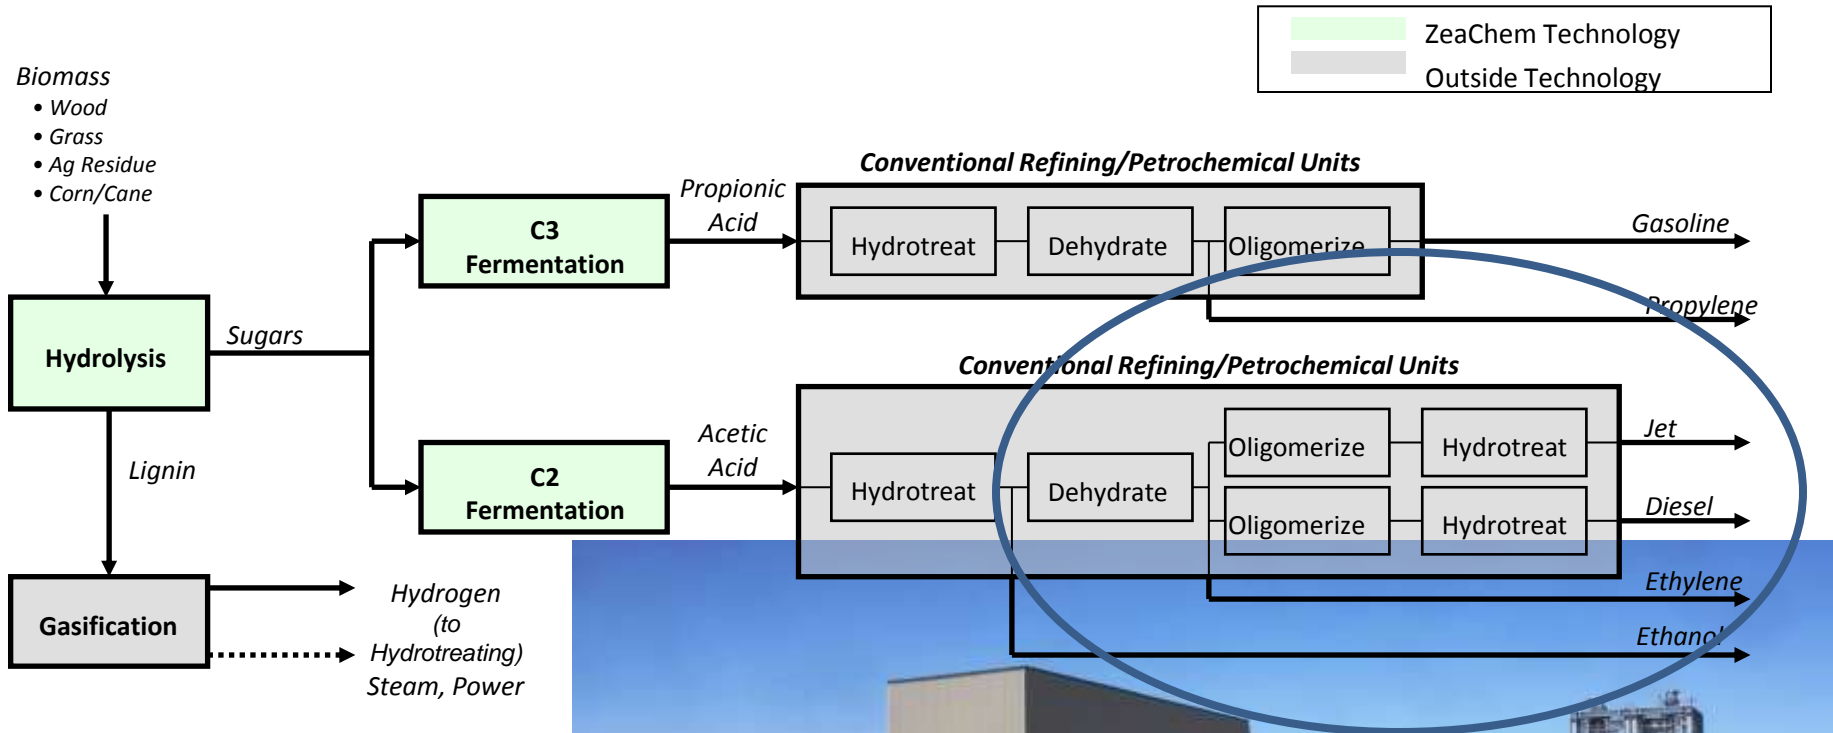 ZeaChem Technology
Outside Technology
Biomass
• Wood
• Grass
• Ag Residue
• Corn/Cane
Conventional Refining/Petrochemical Units
Propionic
Acid
C3
Fermentation
Hydrotreat
Dehydrate
Oligomerize
Gasoline
Propylene
Hydrolysis
Sugars
Conventional Refining/Petrochemical Units
Acetic
Acid
C2
Fermentation
Hydrotreat
Dehydrate
Oligomerize
Hydrotreat
Jet
Oligomerize
Hydrotreat
Diesel
Ethylene
Ethanol
Lignin
Gasification
Hydrogen
(to
Hydrotreating)
Steam, Power